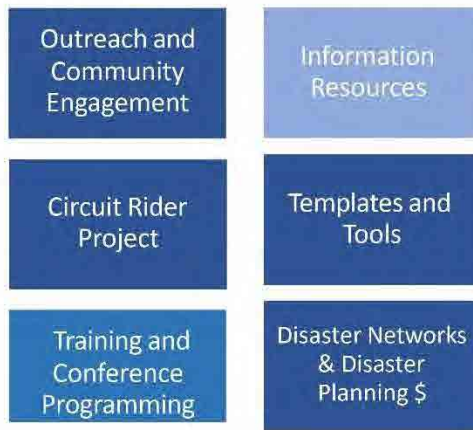 Outreach and
Community
Engagement
Information
Resources
Circuit Rider
Project
Templates and
Tools
Training and
Conference
Programming
Disaster Networks
& Disaster
Planning $